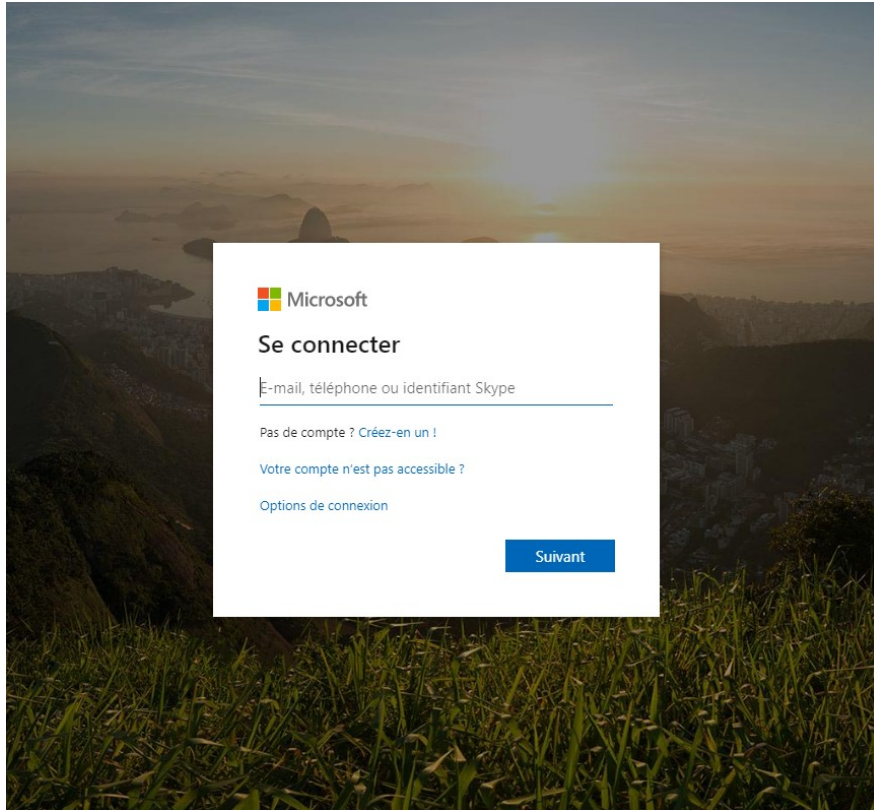 Microsoft
Se connecter
E-mail, téléphone ou identifiant Skype
Pas de compte ? Créez-en un !
Votre compte n'est pas accessible ?
Options de connexion
Suivant